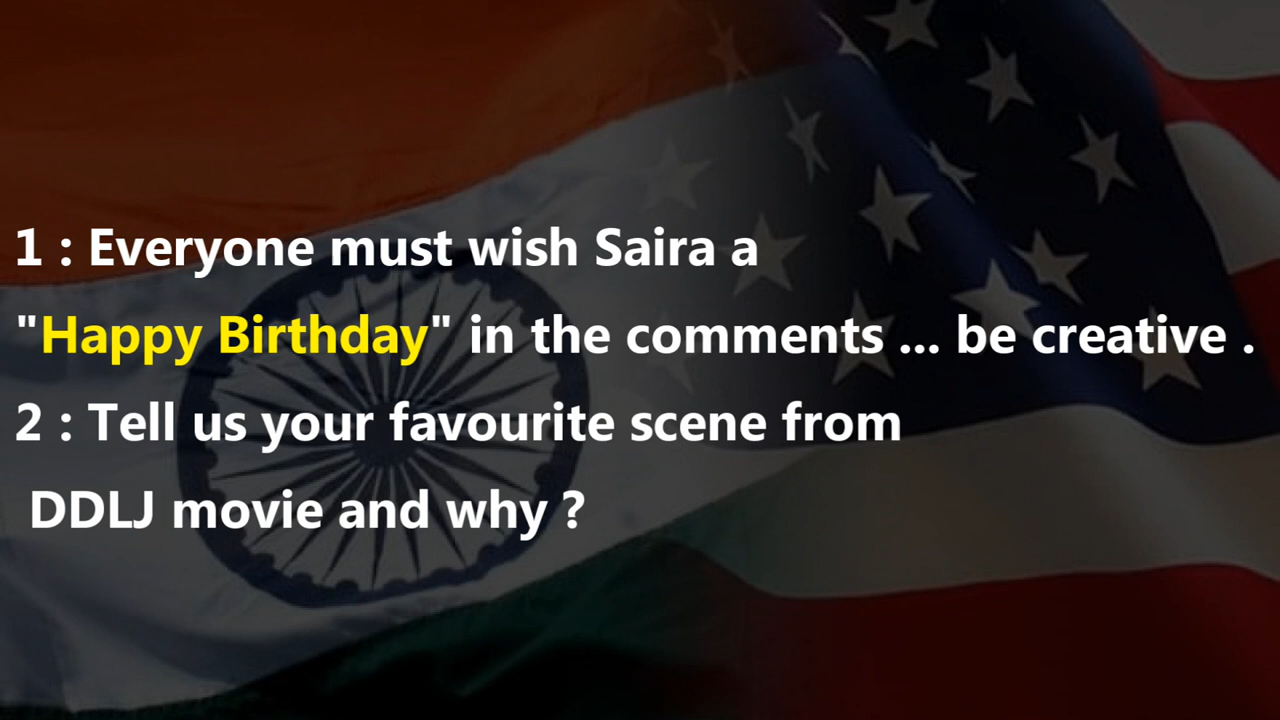 1 : Everyone must wish Saira a
"Happy Birthday" in the comments ... be creative .
2 : Tell us your favourite scene from
DDLJ movie and why ?